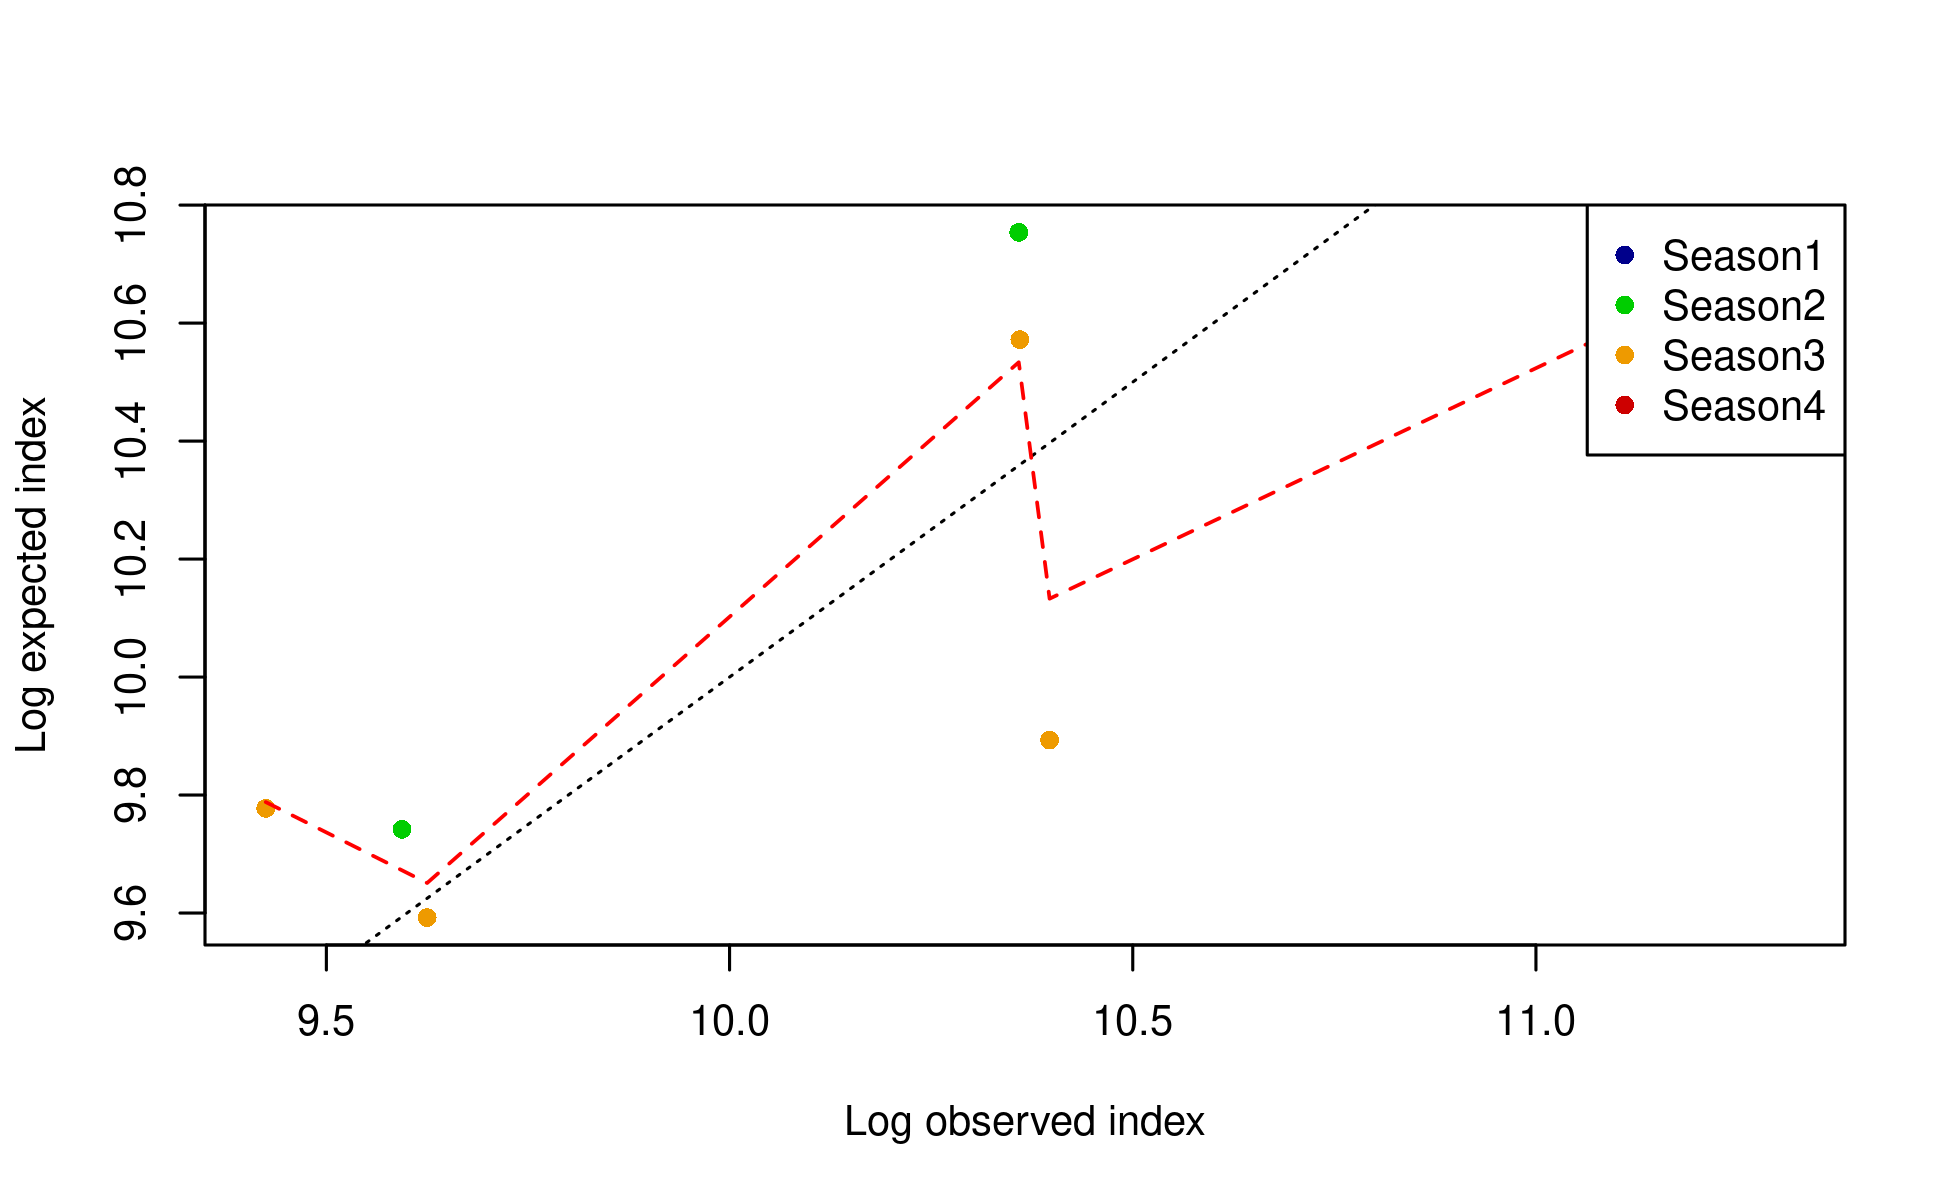 10.8
10.6
10.4
10.2
10.0
9.8
9.6
Log expected index
Season1
Season2
Season3
Season4
9.5 10.0 10.5 11.0
Log observed index